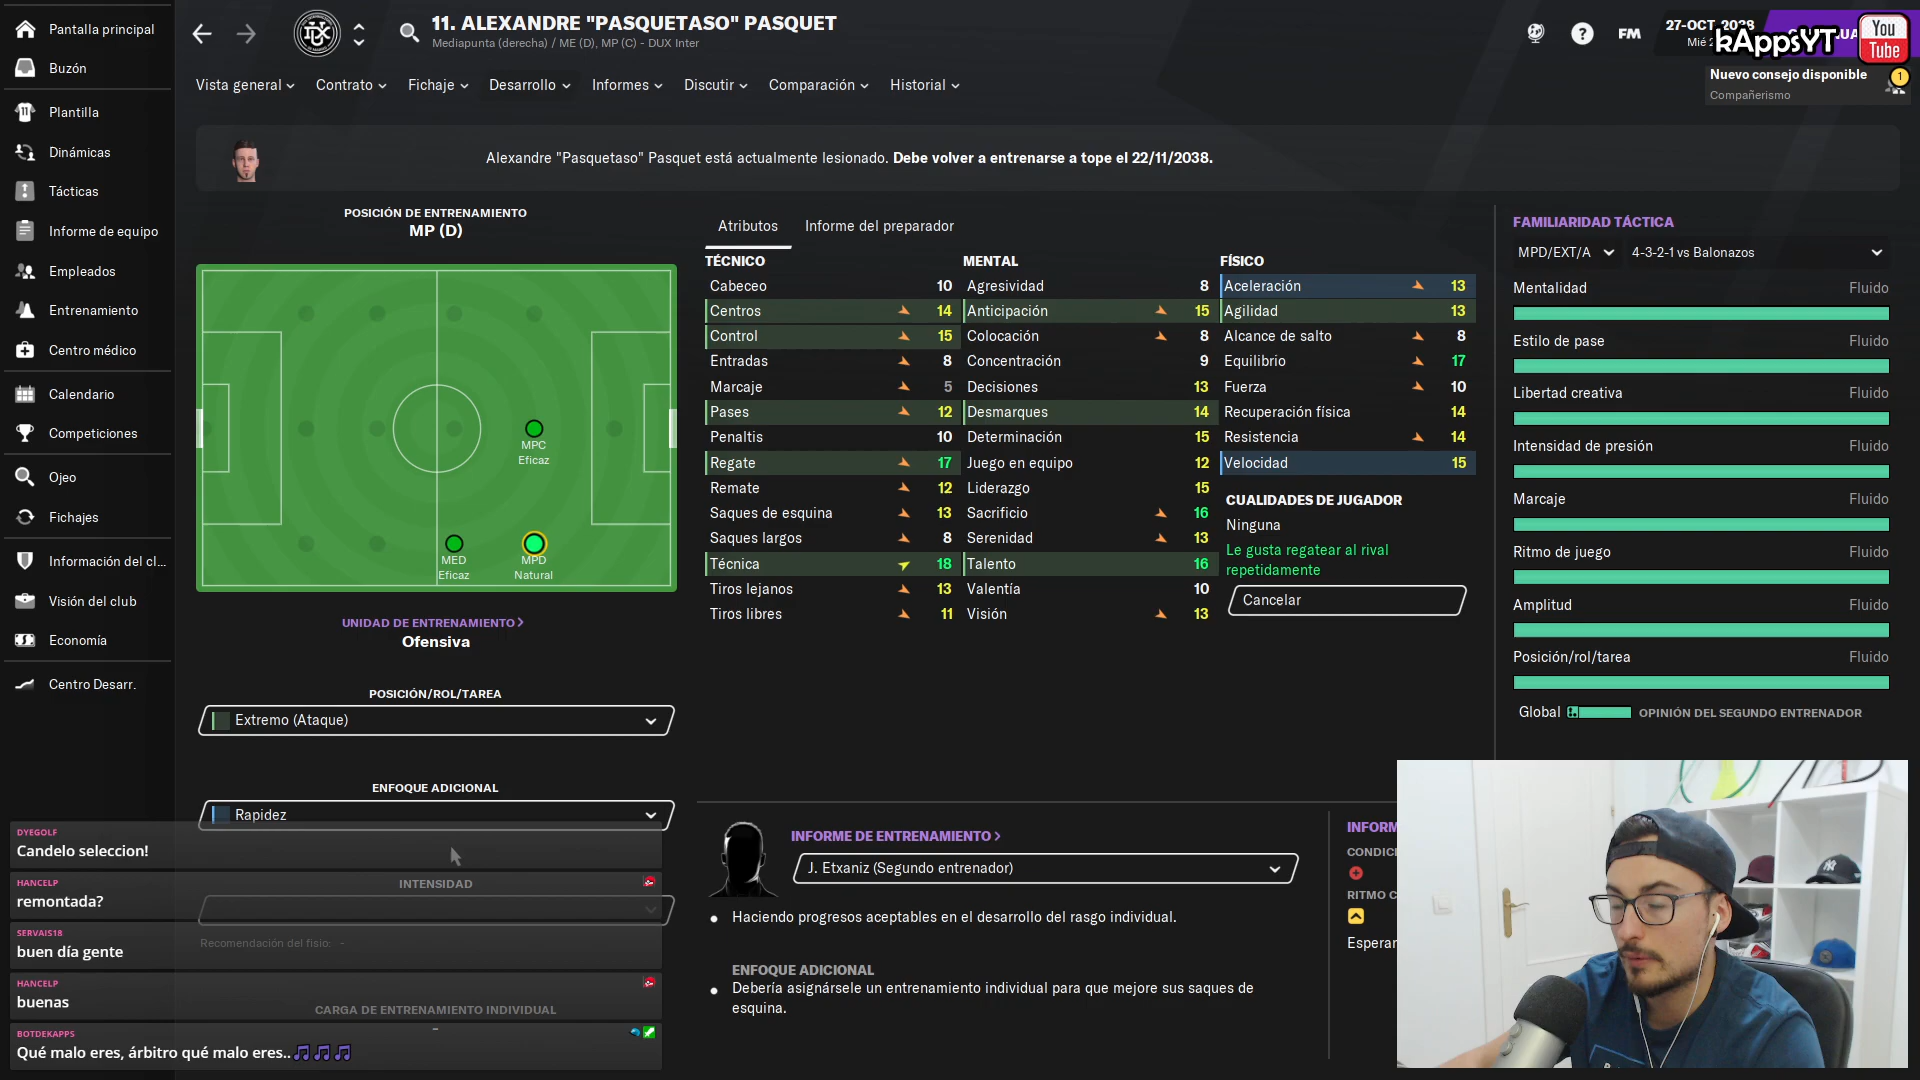 Pantalla principal
Buzón
Plantilla
Dinámicas
Tácticas
Informe de equipo
Empleados
Entrenamiento
Centro médico
Calendario
Competiciones
Ojeo
Fichajes
Información del cl...
Visión del club
Economía
Centro Desarr.
11. ALEXANDRE "PASQUETASO" PASQUET
Mediapunta (derecha) / ME (D), MP (C) - DUX Inter
FM
27-OCT, 2038
kAppsYT
You
Tube
Nuevo consejo disponible
Compañerismo
1
Vista general
Contrato
Fichaje
Desarrollo
Informes
Discutir
Comparación
Historial
Alexandre "Pasquetaso" Pasquet está actualmente lesionado. Debe volver a entrenarse a tope el 22/11/2038.
POSICIÓN DE ENTRENAMIENTO
MP (D)
MPC
Eficaz
MED
Eficaz
MPD
Natural
UNIDAD DE ENTRENAMIENTO
Ofensiva
POSICIÓN/ROL/TAREA
Extremo (Ataque)
ENFOQUE ADICIONAL
Rapidez
INTENSIDAD
Recomendación del fisio: -
CARGA DE ENTRENAMIENTO INDIVIDUAL
-
DYEGOLF
Candelo seleccion!
HANCELP
remontada?
SERVAIS18
buen día gente
HANCELP
buenas
BOTDEKAPPS
Qué malo eres, árbitro qué malo eres..
Atributos
Informe del preparador
TÉCNICO
Cabeceo 10
Centros 14
Control 15
Entradas 8
Marcaje 5
Pases 12
Penaltis 10
Regate 17
Remate 12
Saques de esquina 13
Saques largos 8
Técnica 18
Tiros lejanos 13
Tiros libres 11
MENTAL
Agresividad 8
Anticipación 15
Colocación 8
Concentración 9
Decisiones 13
Desmarques 14
Determinación 15
Juego en equipo 12
Liderazgo 15
Sacrificio 16
Serenidad 13
Talento 16
Valentía 10
Visión 13
FÍSICO
Aceleración 13
Agilidad 13
Alcance de salto 8
Equilibrio 17
Fuerza 10
Recuperación física 14
Resistencia 14
Velocidad 15
CUALIDADES DE JUGADOR
Ninguna
Le gusta regatear al rival
repetidamente
Cancelar
INFORME DE ENTRENAMIENTO
J. Etxaniz (Segundo entrenador)
Haciendo progresos aceptables en el desarrollo del rasgo individual.
ENFOQUE ADICIONAL
Debería asignársele un entrenamiento individual para que mejore sus saques de
esquina.
FAMILIARIDAD TÁCTICA
MPD/EXT/A
4-3-2-1 vs Balonazos
Mentalidad Fluido
Estilo de pase Fluido
Libertad creativa Fluido
Intensidad de presión Fluido
Marcaje Fluido
Ritmo de juego Fluido
Amplitud Fluido
Posición/rol/tarea Fluido
Global
OPINIÓN DEL SEGUNDO ENTRENADOR
INFORM
CONDICI
RITMO C
Esperar